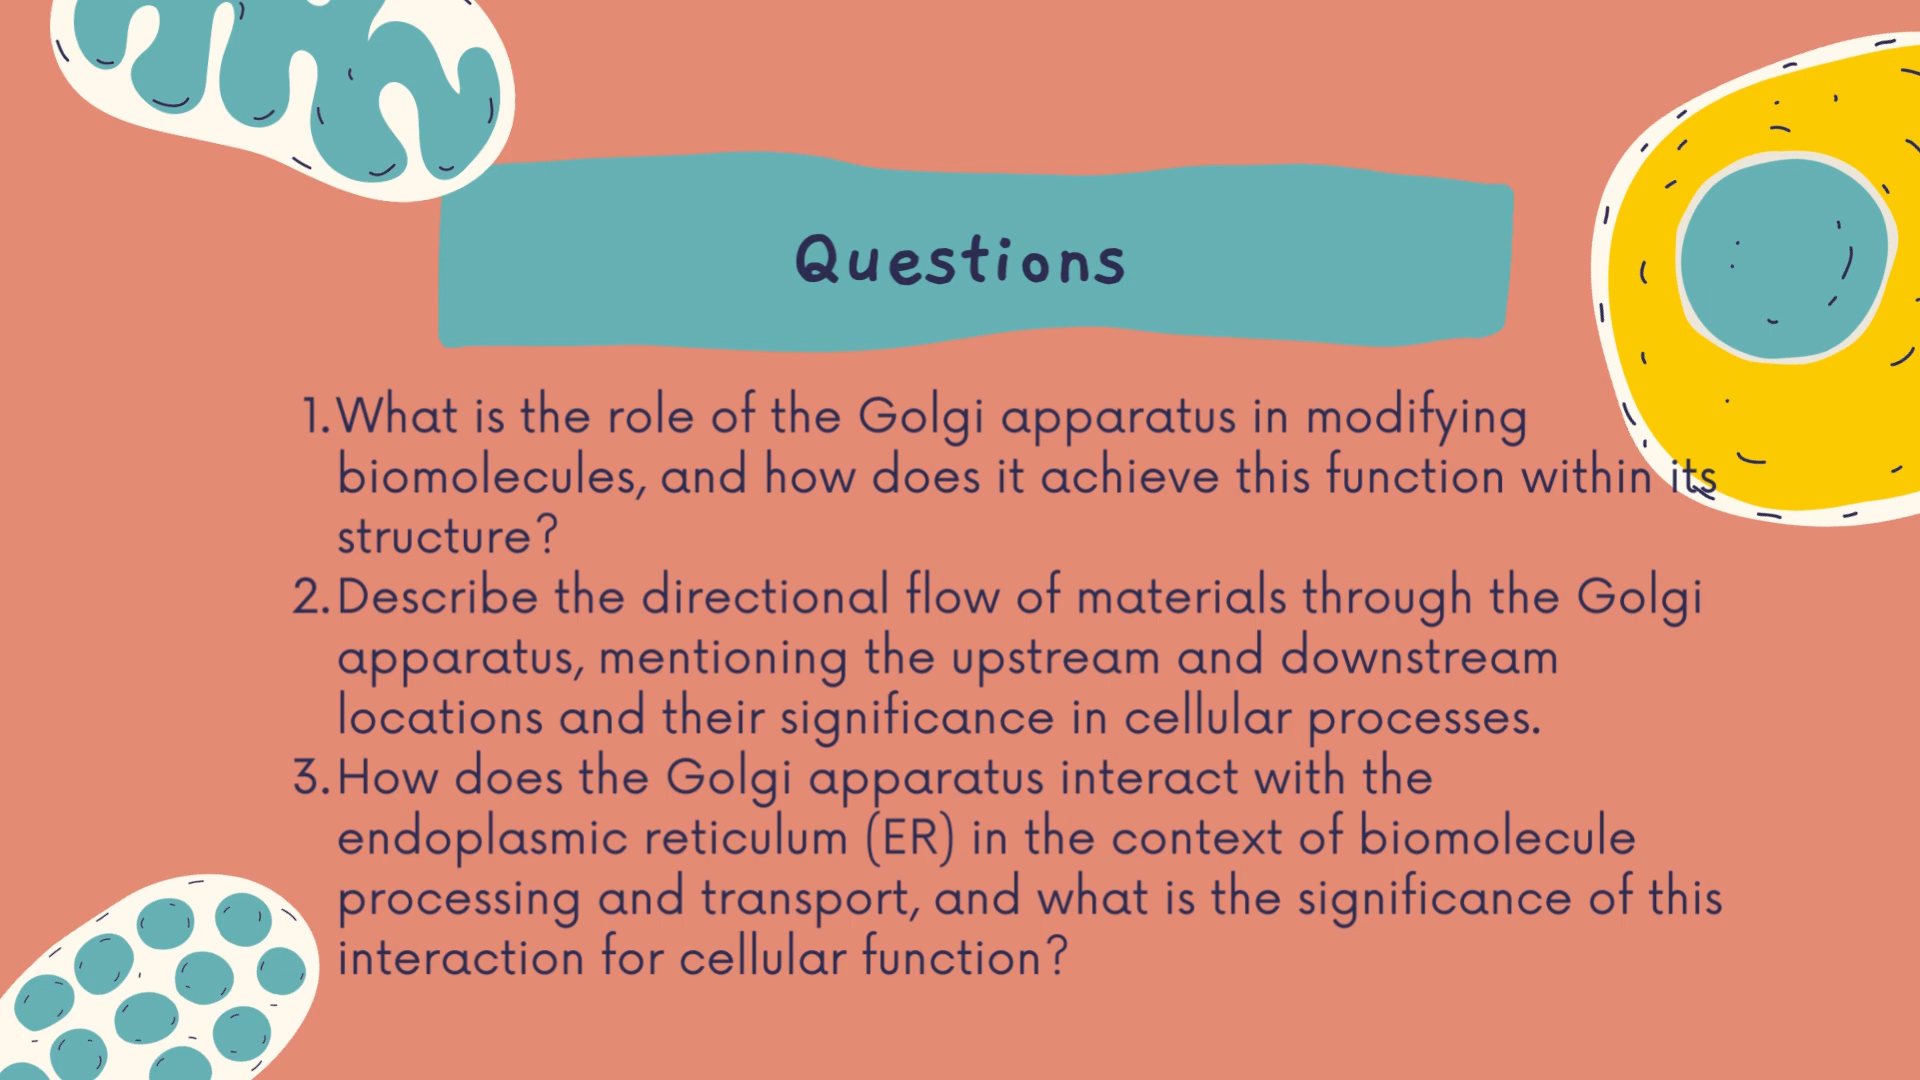 Questions
1. What is the role of the Golgi apparatus in modifying
biomolecules, and how does it achieve this function within its
structure?
2. Describe the directional flow of materials through the Golgi
apparatus, mentioning the upstream and downstream
locations and their significance in cellular processes.
3. How does the Golgi apparatus interact with the
endoplasmic reticulum (ER) in the context of biomolecule
processing and transport, and what is the significance of this
interaction for cellular function?